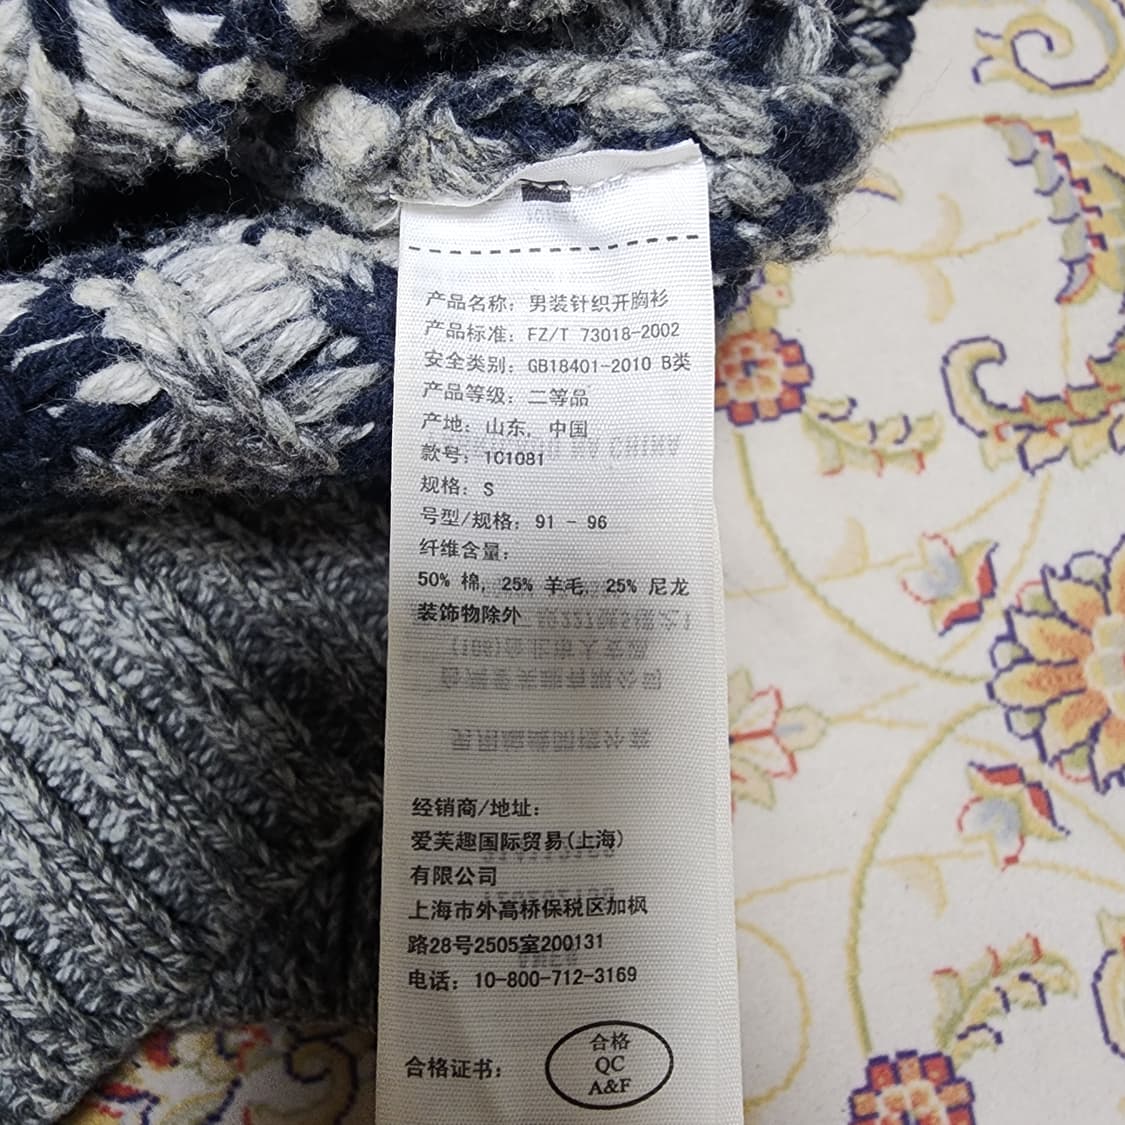 产品名称: 男装针织开胸衫
产品标准: FZ/T 73018-2002
安全类别: GB18401-2010 B类
产品等级: 二等品
产地: 山东, 中国
款号: 1C1081
规格: S
号型/规格: 91 - 96
纤维含量:
50% 棉, 25% 羊毛, 25% 尼龙
装饰物除外
经销商/地址:
爱芙趣国际贸易(上海)
有限公司
上海市外高桥保税区加枫
路28号2505室200131
电话: 10-800-712-3169
合格证书:
合格
QC
A&F